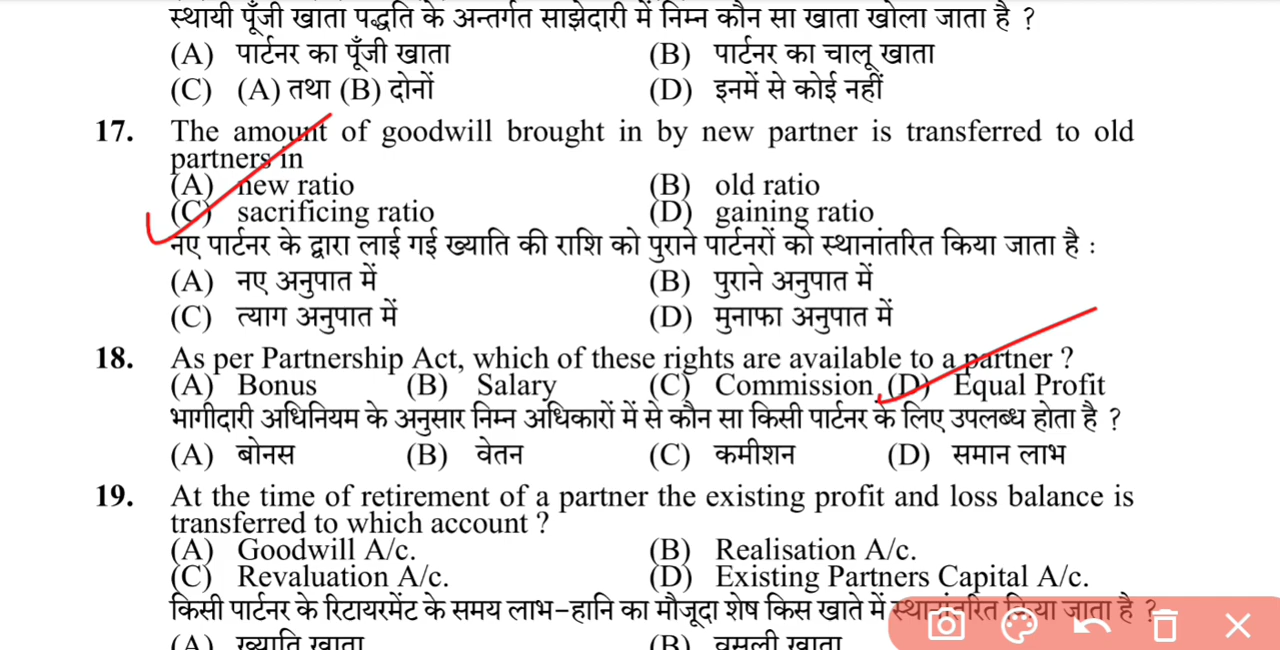 स्थायी पूँजी खाता पद्धति के अन्तर्गत साझेदारी में निम्न कौन सा खाता खोला जाता है ?
(A) पार्टनर का पूँजी खाता (B) पार्टनर का चालू खाता
(C) (A) तथा (B) दोनों (D) इनमें से कोई नहीं
17. The amount of goodwill brought in by new partner is transferred to old
partners in
(A) new ratio (B) old ratio
(C) sacrificing ratio (D) gaining ratio
नए पार्टनर के द्वारा लाई गई ख्याति की राशि को पुराने पार्टनरों को स्थानांतरित किया जाता है :
(A) नए अनुपात में (B) पुराने अनुपात में
(C) त्याग अनुपात में (D) मुनाफा अनुपात में
18. As per Partnership Act, which of these rights are available to a partner ?
(A) Bonus (B) Salary (C) Commission (D) Equal Profit
भागीदारी अधिनियम के अनुसार निम्न अधिकारों में से कौन सा किसी पार्टनर के लिए उपलब्ध होता है ?
(A) बोनस (B) वेतन (C) कमीशन (D) समान लाभ
19. At the time of retirement of a partner the existing profit and loss balance is
transferred to which account ?
(A) Goodwill A/c. (B) Realisation A/c.
(C) Revaluation A/c. (D) Existing Partners Capital A/c.
किसी पार्टनर के रिटायरमेंट के समय लाभ-हानि का मौजूदा शेष किस खाते में स्थानांतरित किया जाता है ?
(A) ख्याति खाता (B) वसूली खाता